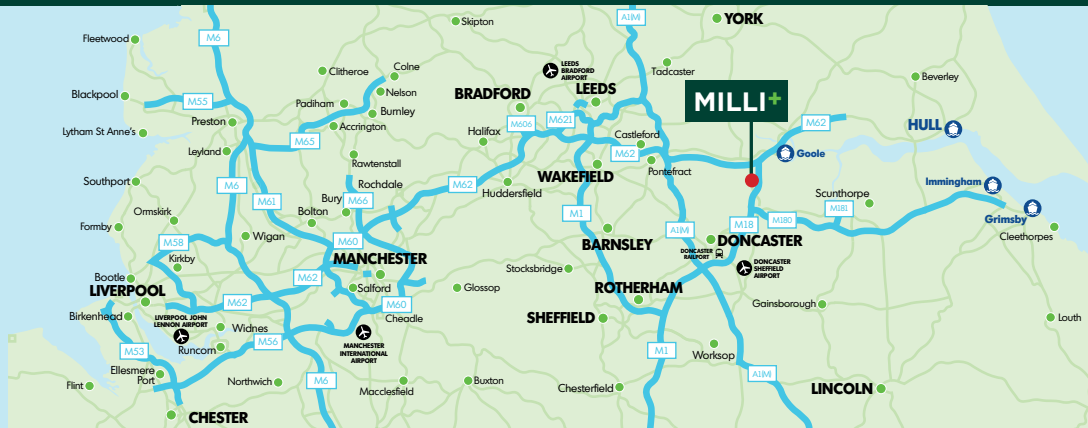 Skipton
A1(M)
YORK
M6
Fleetwood
Clitheroe
Colne
LEEDS
BRADFORD
AIRPORT
Tadcaster
Beverley
Nelson
BRADFORD
LEEDS
MILLI+
Blackpool
M55
Padiham
Burnley
M606
M621
M62
HULL
Preston
Accrington
Halifax
Castleford
Lytham St Anne's
M65
M62
Goole
Leyland
Rawtenstall
Pontefract
WAKEFIELD
Southport
M6
Rochdale
M62
Huddersfield
Immingham
Bury
M66
M61
Scunthorpe
Ormskirk
Bolton
M1
M181
Grimsby
Formby
M180
M18
A1(M)
Cleethorpes
M58
Wigan
M60
BARNSLEY
DONCASTER
Kirkby
MANCHESTER
DONCASTER
RAILPORT
Stocksbridge
DONCASTER
SHEFFIELD
AIRPORT
Bootle
M62
LIVERPOOL
Salford
Glossop
ROTHERHAM
M62
M60
Gainsborough
Birkenhead
LIVERPOOL JOHN
LENNON AIRPORT
Cheadle
SHEFFIELD
Louth
Widnes
M56
MANCHESTER
INTERNATIONAL
AIRPORT
M53
Runcorn
M1
Worksop
Ellesmere
Port
Flint
Northwich
M6
Macclesfield
Buxton
Chesterfield
A1(M)
LINCOLN
CHESTER